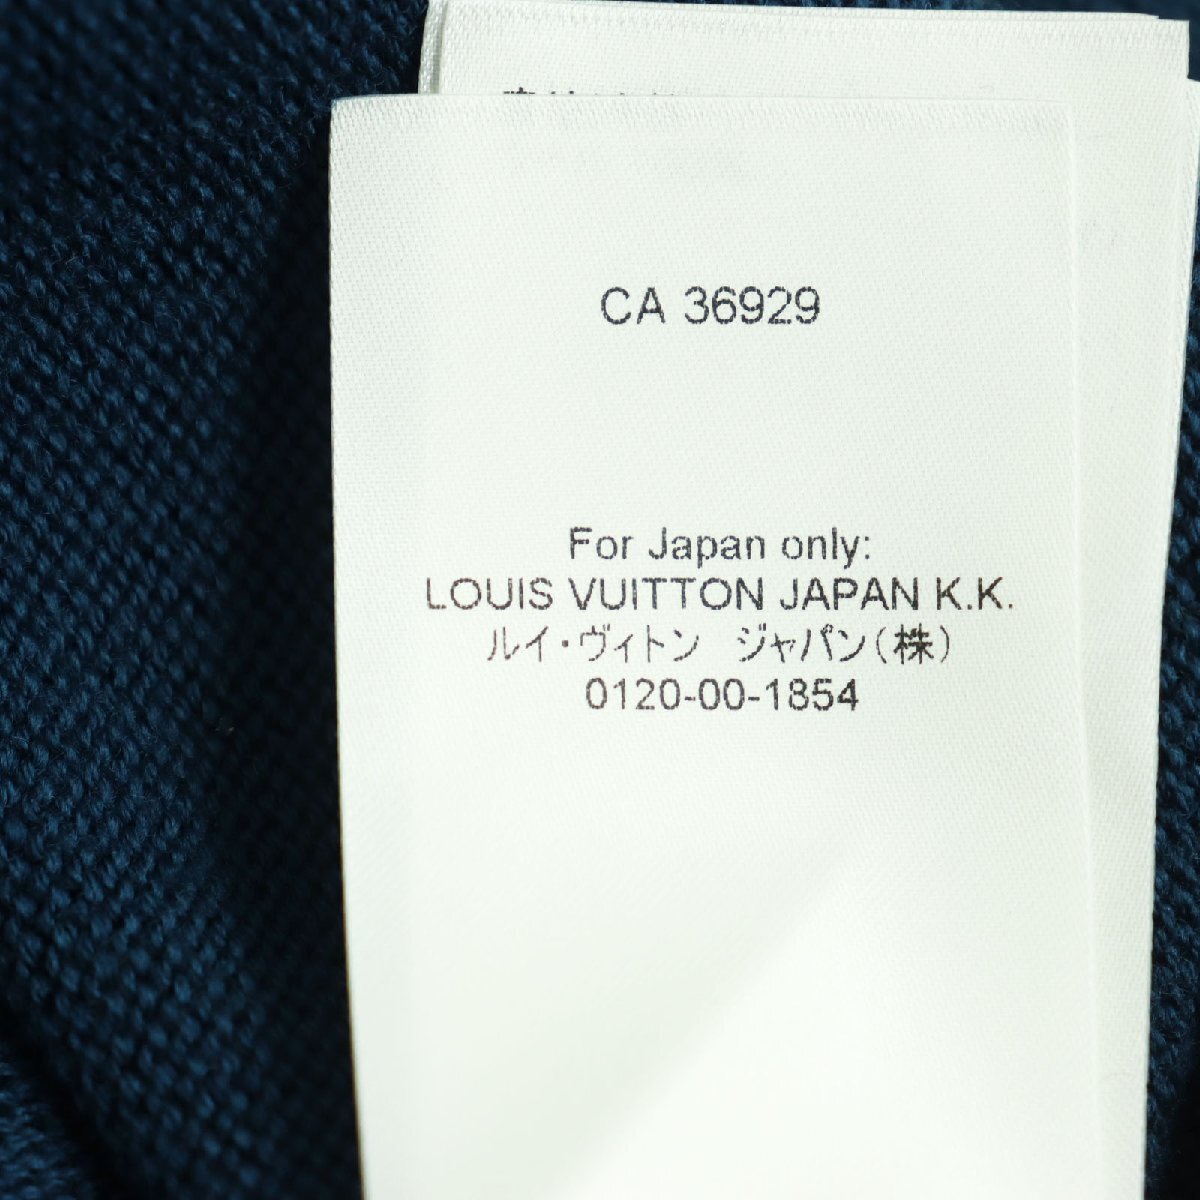 CA 36929
For Japan only:
LOUIS VUITTON JAPAN K.K.
ルイ・ヴィトン　ジャパン(株)
0120-00-1854